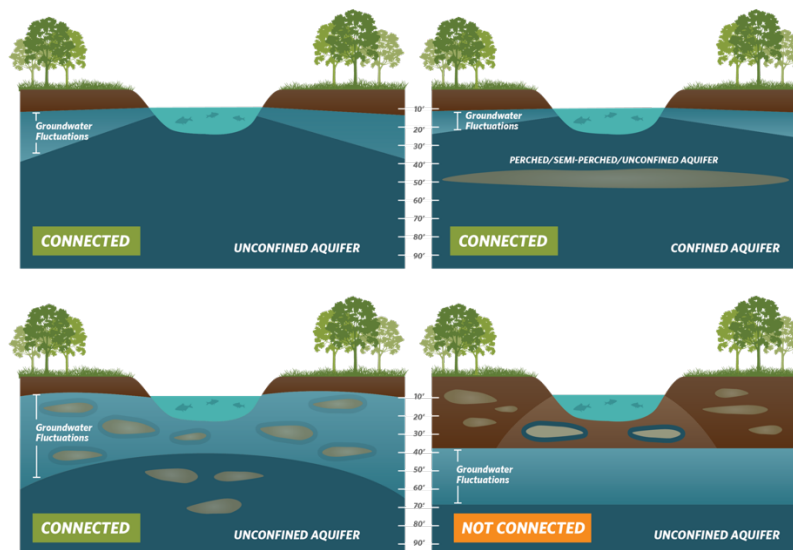 Groundwater
Fluctuations
CONNECTED
UNCONFINED AQUIFER
10'
20'
30'
40'
50'
60'
70'
80'
90'
Groundwater
Fluctuations
PERCHED/SEMI-PERCHED/UNCONFINED AQUIFER
CONNECTED
CONFINED AQUIFER
Groundwater
Fluctuations
CONNECTED
UNCONFINED AQUIFER
10'
20'
30'
40'
50'
60'
70'
80'
90'
Groundwater
Fluctuations
NOT CONNECTED
UNCONFINED AQUIFER